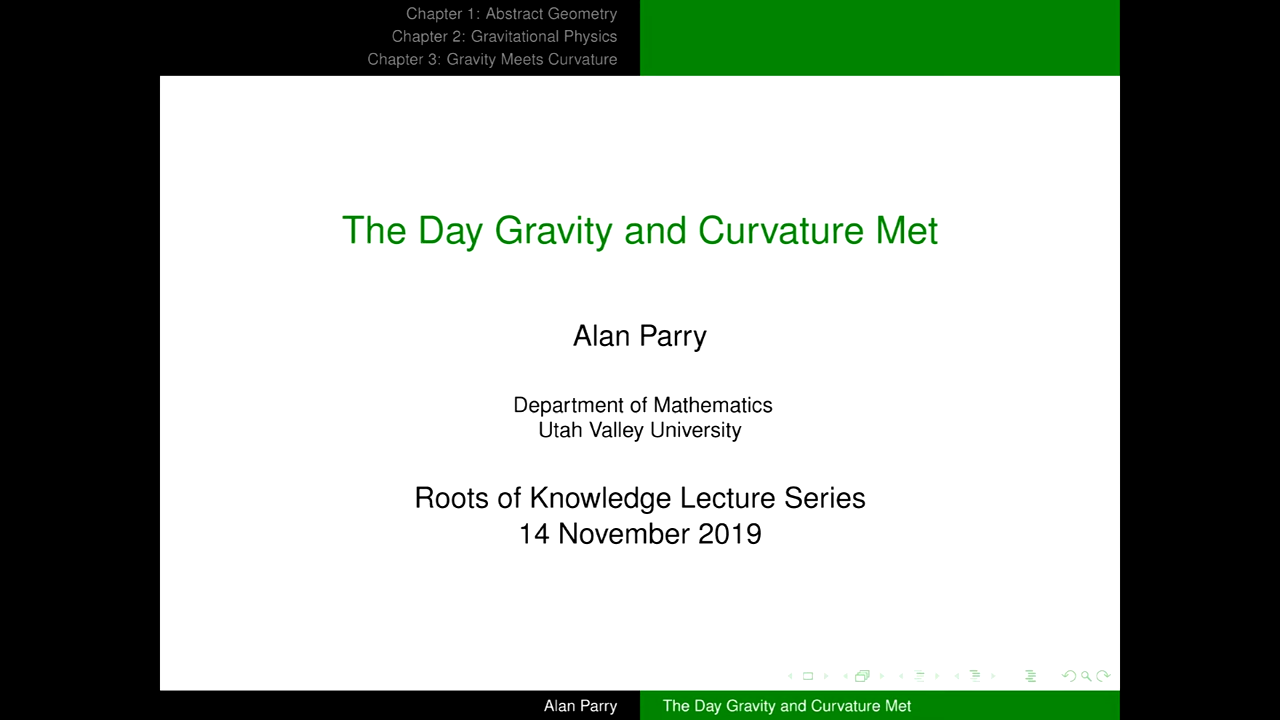 Chapter 1: Abstract Geometry
Chapter 2: Gravitational Physics
Chapter 3: Gravity Meets Curvature
The Day Gravity and Curvature Met
Alan Parry
Department of Mathematics
Utah Valley University
Roots of Knowledge Lecture Series
14 November 2019
Alan Parry
The Day Gravity and Curvature Met